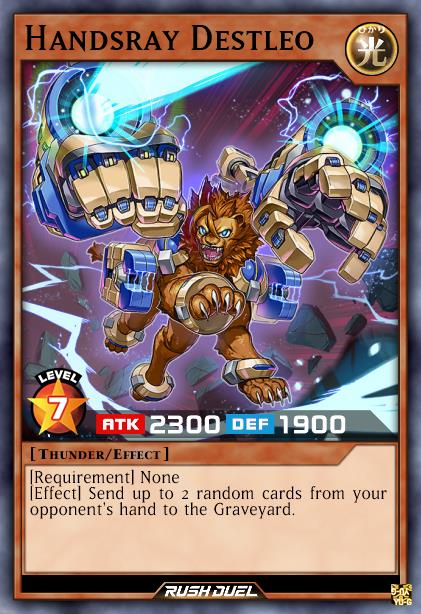 Handsray Destleo
ひかり
光
LEVEL
7
ATK 2300 DEF 1900
[Thunder/Effect]
[Requirement] None
[Effect] Send up to 2 random cards from your
opponent's hand to the Graveyard.
RUSH DUEL